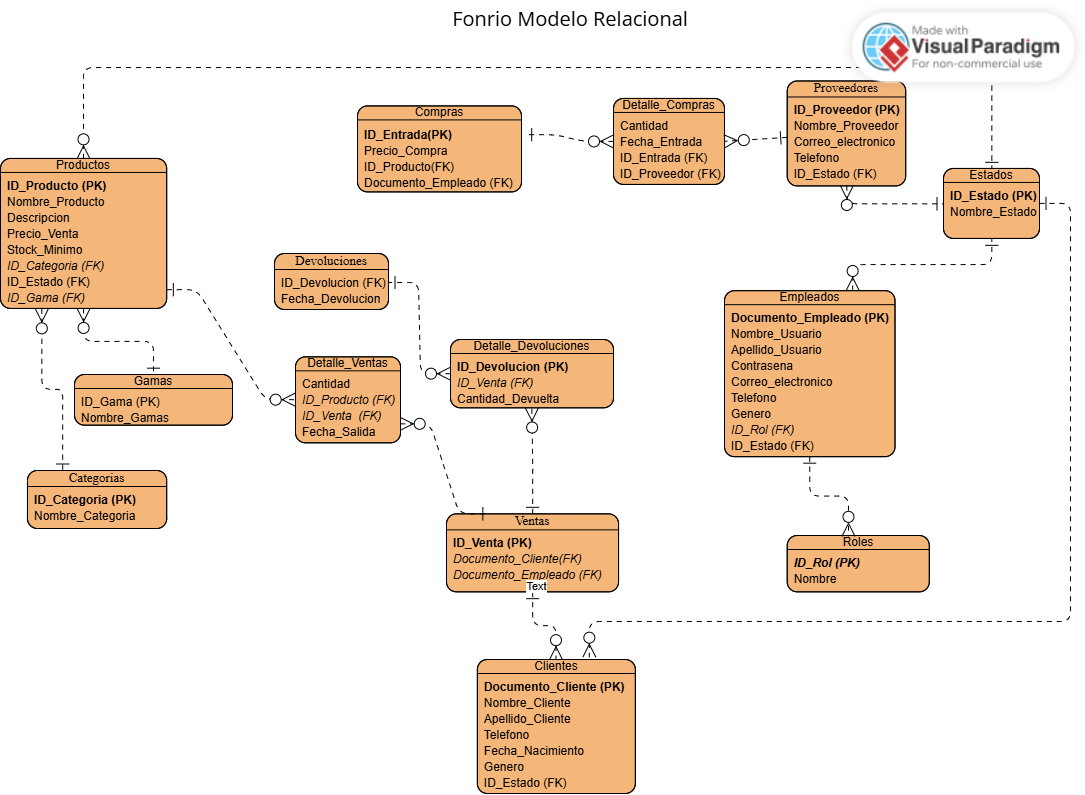 Fonrio Modelo Relacional
Made with
VisualParadigm
For non-commercial use
Proveedores
ID_Proveedor (PK)
Nombre_Proveedor
Correo_electronico
Telefono
ID_Estado (FK)
Detalle_Compras
Cantidad
Fecha_Entrada
ID_Entrada (FK)
ID_Proveedor (FK)
Compras
ID_Entrada(PK)
Precio_Compra
ID_Producto(FK)
Documento_Empleado (FK)
Productos
ID_Producto (PK)
Nombre_Producto
Descripcion
Precio_Venta
Stock_Minimo
ID_Categoria (FK)
ID_Estado (FK)
ID_Gama (FK)
Estados
ID_Estado (PK)
Nombre_Estado
Devoluciones
ID_Devolucion (FK)
Fecha_Devolucion
Empleados
Documento_Empleado (PK)
Nombre_Usuario
Apellido_Usuario
Contrasena
Correo_electronico
Telefono
Genero
ID_Rol (FK)
ID_Estado (FK)
Detalle_Devoluciones
ID_Devolucion (PK)
ID_Venta (FK)
Cantidad_Devuelta
Detalle_Ventas
Cantidad
ID_Producto (FK)
ID_Venta (FK)
Fecha_Salida
Gamas
ID_Gama (PK)
Nombre_Gamas
Categorias
ID_Categoria (PK)
Nombre_Categoria
Ventas
ID_Venta (PK)
Documento_Cliente(FK)
Documento_Empleado (FK)
Text
Roles
ID_Rol (PK)
Nombre
Clientes
Documento_Cliente (PK)
Nombre_Cliente
Apellido_Cliente
Telefono
Fecha_Nacimiento
Genero
ID_Estado (FK)